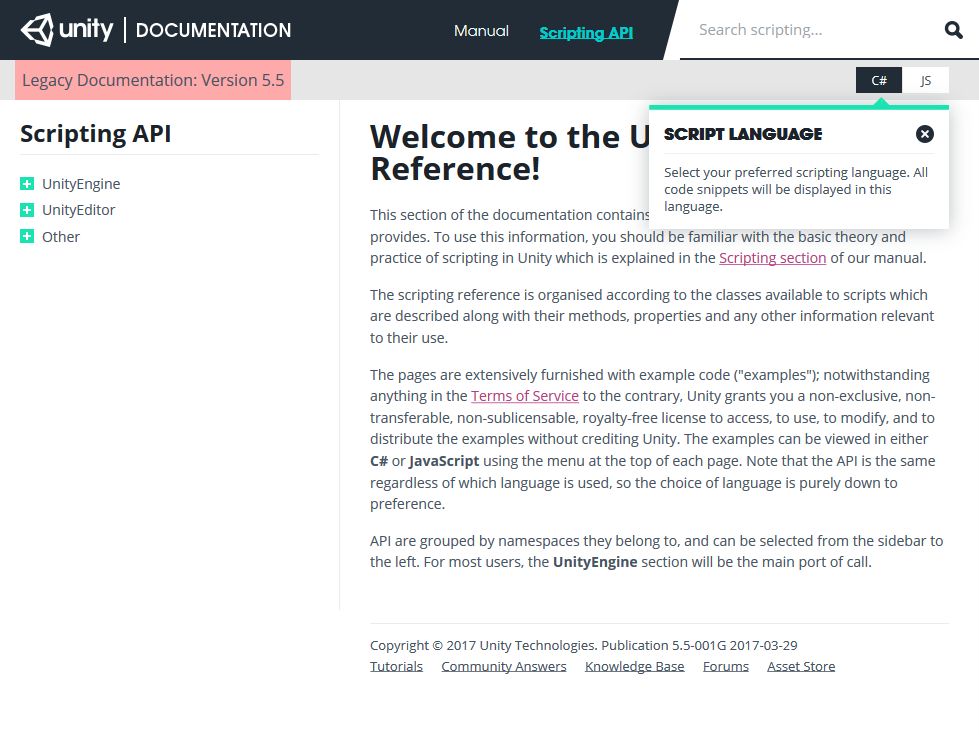 unity | DOCUMENTATION
Manual
Scripting API
Search scripting...
Legacy Documentation: Version 5.5
C#
JS
SCRIPT LANGUAGE
Select your preferred scripting language. All
code snippets will be displayed in this
language.
Scripting API
UnityEngine
UnityEditor
Other
Welcome to the U
Reference!
This section of the documentation contains
provides. To use this information, you should be familiar with the basic theory and
practice of scripting in Unity which is explained in the Scripting section of our manual.
The scripting reference is organised according to the classes available to scripts which
are described along with their methods, properties and any other information relevant
to their use.
The pages are extensively furnished with example code ("examples"); notwithstanding
anything in the Terms of Service to the contrary, Unity grants you a non-exclusive, non-
transferable, non-sublicensable, royalty-free license to access, to use, to modify, and to
distribute the examples without crediting Unity. The examples can be viewed in either
C# or JavaScript using the menu at the top of each page. Note that the API is the same
regardless of which language is used, so the choice of language is purely down to
preference.
API are grouped by namespaces they belong to, and can be selected from the sidebar to
the left. For most users, the UnityEngine section will be the main port of call.
Copyright © 2017 Unity Technologies. Publication 5.5-001G 2017-03-29
Tutorials Community Answers Knowledge Base Forums Asset Store